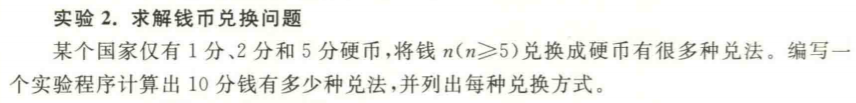 实验 2. 求解钱币兑换问题
某个国家仅有 1 分、2 分和 5 分硬币,将钱 n(n≥5)兑换成硬币有很多种兑法。编写一
个实验程序计算出 10 分钱有多少种兑法,并列出每种兑换方式。